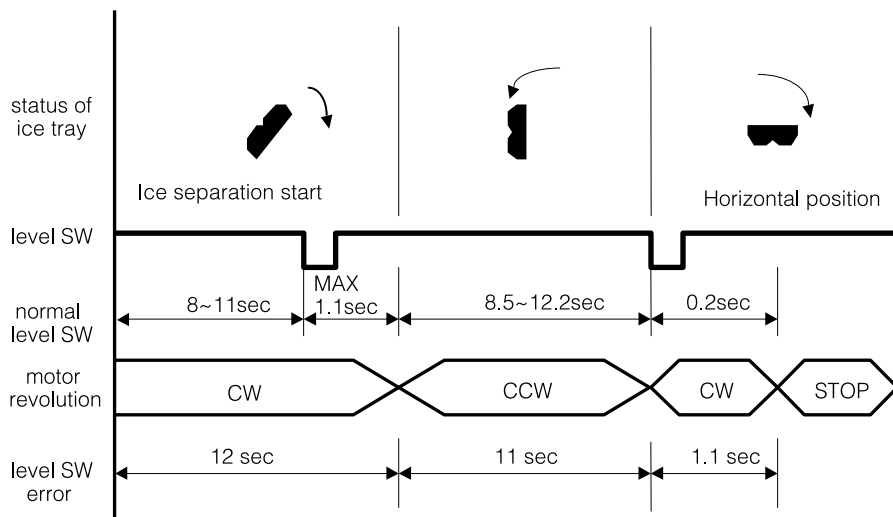 status of
ice tray
Ice separation start
Horizontal position
level SW
normal
level SW
8~11sec
MAX
1.1sec
8.5~12.2sec
0.2sec
motor
revolution
CW
CCW
CW
STOP
level SW
error
12 sec
11 sec
1.1 sec